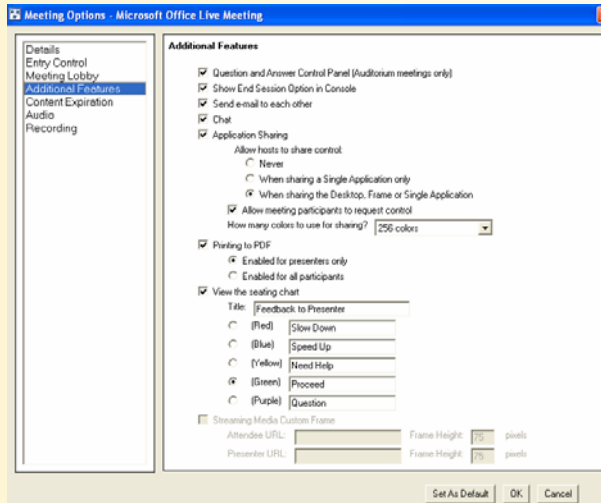 Meeting Options - Microsoft Office Live Meeting
Details
Entry Control
Meeting Lobby
Additional Features
Content Expiration
Audio
Recording
Additional Features
Question and Answer Control Panel (Auditorium meetings only)
Show End Session Option in Console
Send e-mail to each other
Chat
Application Sharing
Allow hosts to share control:
Never
When sharing a Single Application only
When sharing the Desktop, Frame or Single Application
Allow meeting participants to request control
How many colors to use for sharing? 256 colors
Printing to PDF
Enabled for presenters only
Enabled for all participants
View the seating chart
Title: Feedback to Presenter
(Red) Slow Down
(Blue) Speed Up
(Yellow) Need Help
(Green) Proceed
(Purple) Question
Streaming Media Custom Frame
Attendee URL: Frame Height: 75 pixels
Presenter URL: Frame Height: 75 pixels
Set As Default OK Cancel